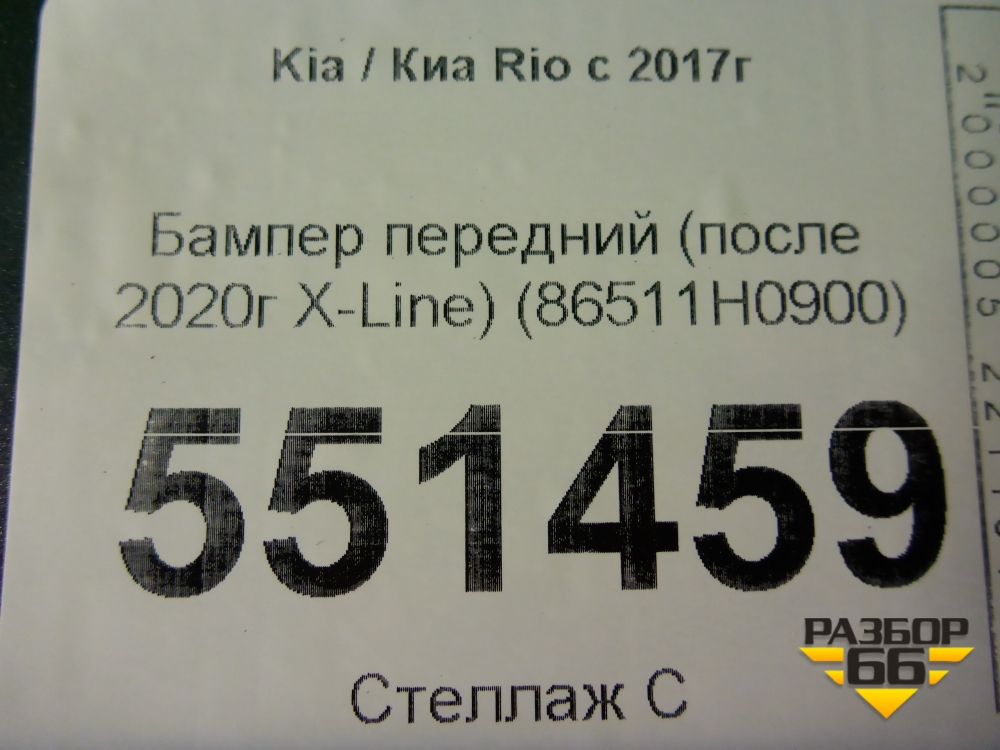 Kia / Киа Rio с 2017г
Бампер передний (после
2020г X-Line) (86511H0900)
551459
Стеллаж С
РАЗБОР
66